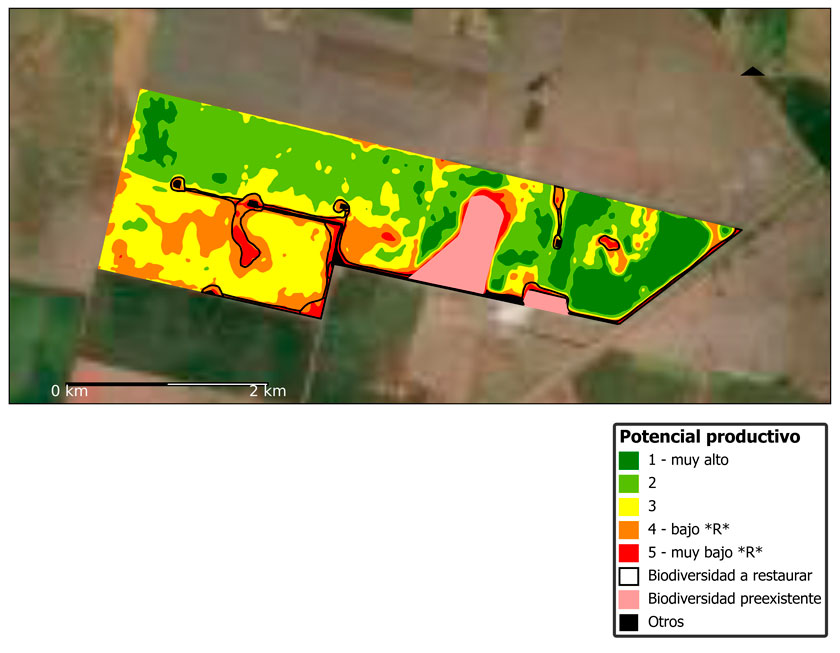 0 km 2 km
Potencial productivo
1 - muy alto
2
3
4 - bajo *R*
5 - muy bajo *R*
Biodiversidad a restaurar
Biodiversidad preexistente
Otros